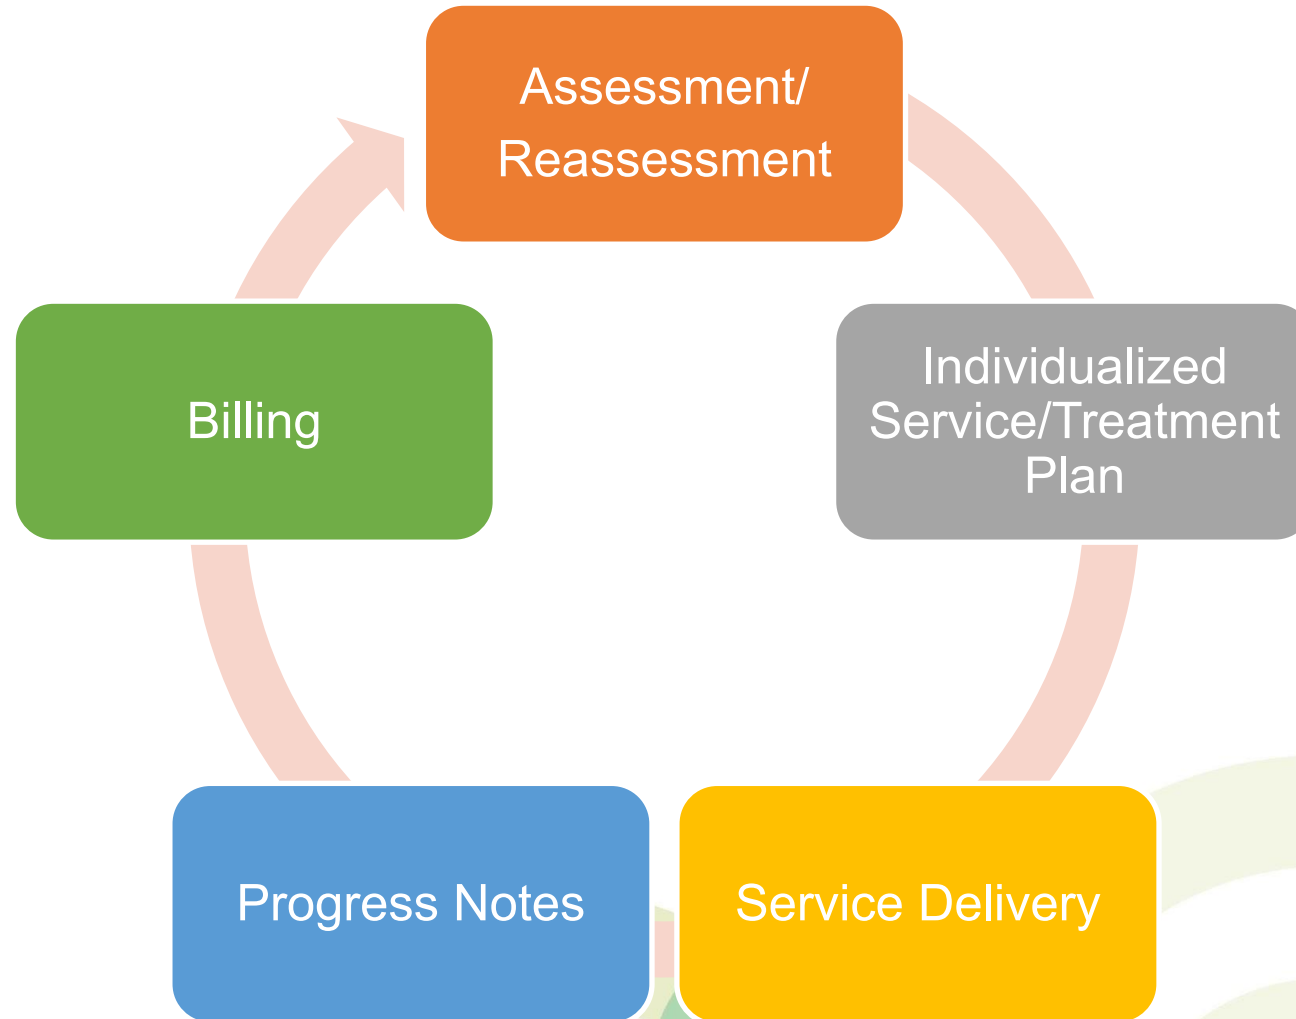 Assessment/
Reassessment
Individualized
Service/Treatment
Plan
Billing
Progress Notes
Service Delivery